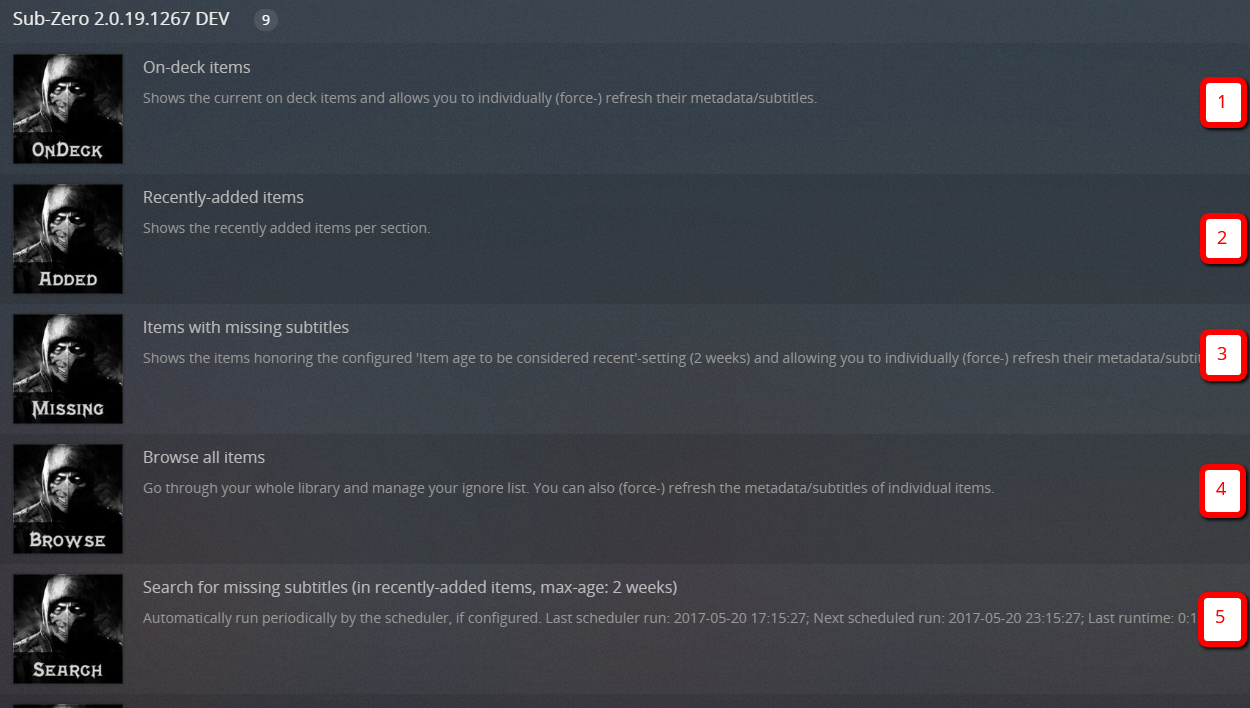 Sub-Zero 2.0.19.1267 DEV 9
On-deck items
Shows the current on deck items and allows you to individually (force-) refresh their metadata/subtitles.
1
OnDeck
Recently-added items
Shows the recently added items per section.
2
Added
Items with missing subtitles
Shows the items honoring the configured 'Item age to be considered recent'-setting (2 weeks) and allowing you to individually (force-) refresh their
3
Missing
Browse all items
Go through your whole library and manage your ignore list. You can also (force-) refresh the metadata/subtitles of individual items.
4
Browse
Search for missing subtitles (in recently-added items, max-age: 2 weeks)
Automatically run periodically by the scheduler, if configured. Last scheduler run: 2017-05-20 17:15:27; Next scheduled run: 2017-05-20 23:15:27; Last runtime:
5
Search